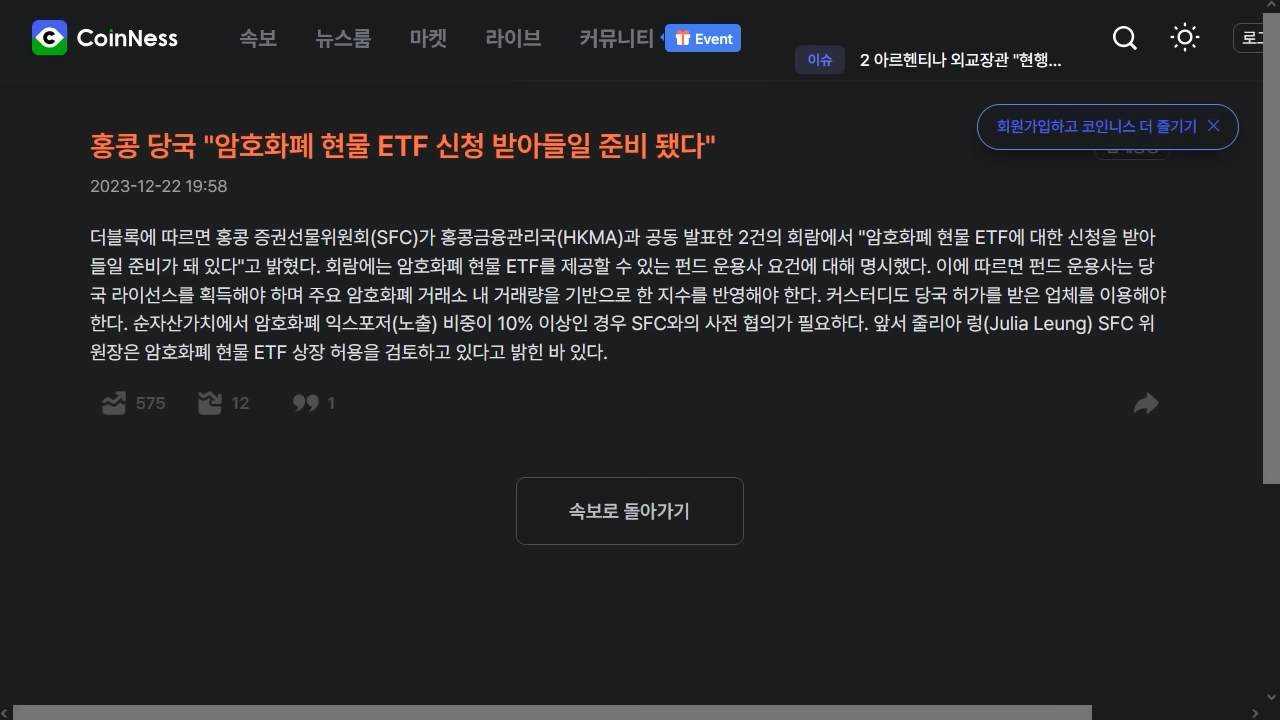 CoinNess
속보 뉴스룸 마켓 라이브 커뮤니티 Event
이슈 2 아르헨티나 외교장관 "현행...
회원가입하고 코인니스 더 즐기기
홍콩 당국 "암호화폐 현물 ETF 신청 받아들일 준비 됐다"
2023-12-22 19:58
더블록에 따르면 홍콩 증권선물위원회(SFC)가 홍콩금융관리국(HKMA)과 공동 발표한 2건의 회람에서 "암호화폐 현물 ETF에 대한 신청을 받아
들일 준비가 돼 있다"고 밝혔다. 회람에는 암호화폐 현물 ETF를 제공할 수 있는 펀드 운용사 요건에 대해 명시했다. 이에 따르면 펀드 운용사는 당
국 라이선스를 획득해야 하며 주요 암호화폐 거래소 내 거래량을 기반으로 한 지수를 반영해야 한다. 커스터디도 당국 허가를 받은 업체를 이용해야
한다. 순자산가치에서 암호화폐 익스포저(노출) 비중이 10% 이상인 경우 SFC와의 사전 협의가 필요하다. 앞서 줄리아 렁(Julia Leung) SFC 위
원장은 암호화폐 현물 ETF 상장 허용을 검토하고 있다고 밝힌 바 있다.
575 12 1
속보로 돌아가기